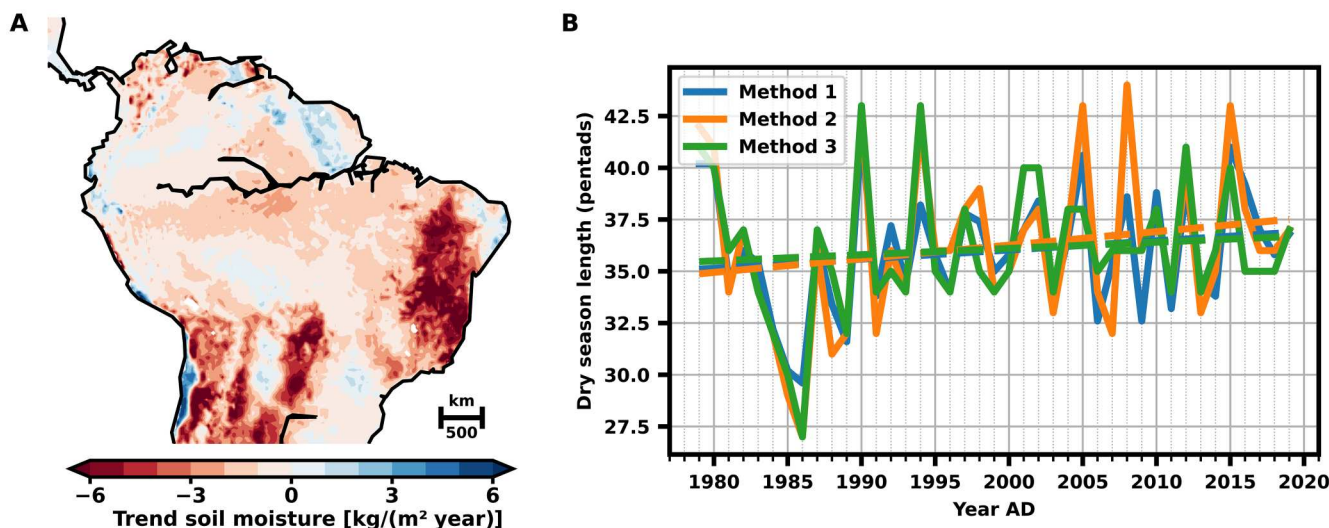 A
km
500
−6 −3 0 3 6
Trend soil moisture [kg/(m² year)]
B
Method 1
Method 2
Method 3
Dry season length (pentads)
42.5
40.0
37.5
35.0
32.5
30.0
27.5
1980 1985 1990 1995 2000 2005 2010 2015 2020
Year AD